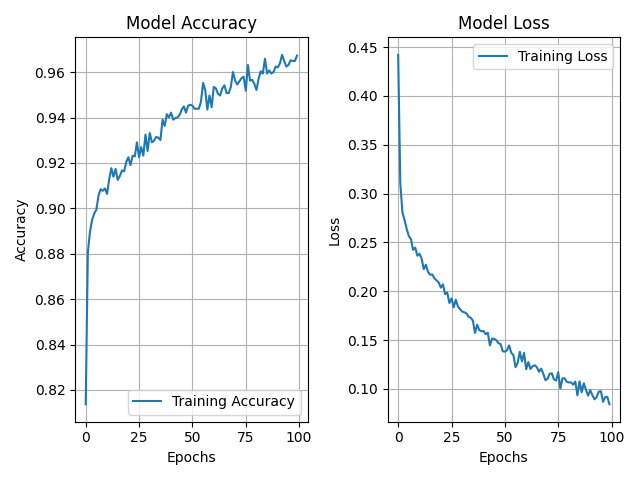 Model Accuracy
0.96
0.94
0.92
0.90
0.88
0.86
0.84
0.82
Accuracy
Training Accuracy
0 25 50 75 100
Epochs
Model Loss
0.45
0.40
0.35
0.30
0.25
0.20
0.15
0.10
Loss
Training Loss
0 25 50 75 100
Epochs